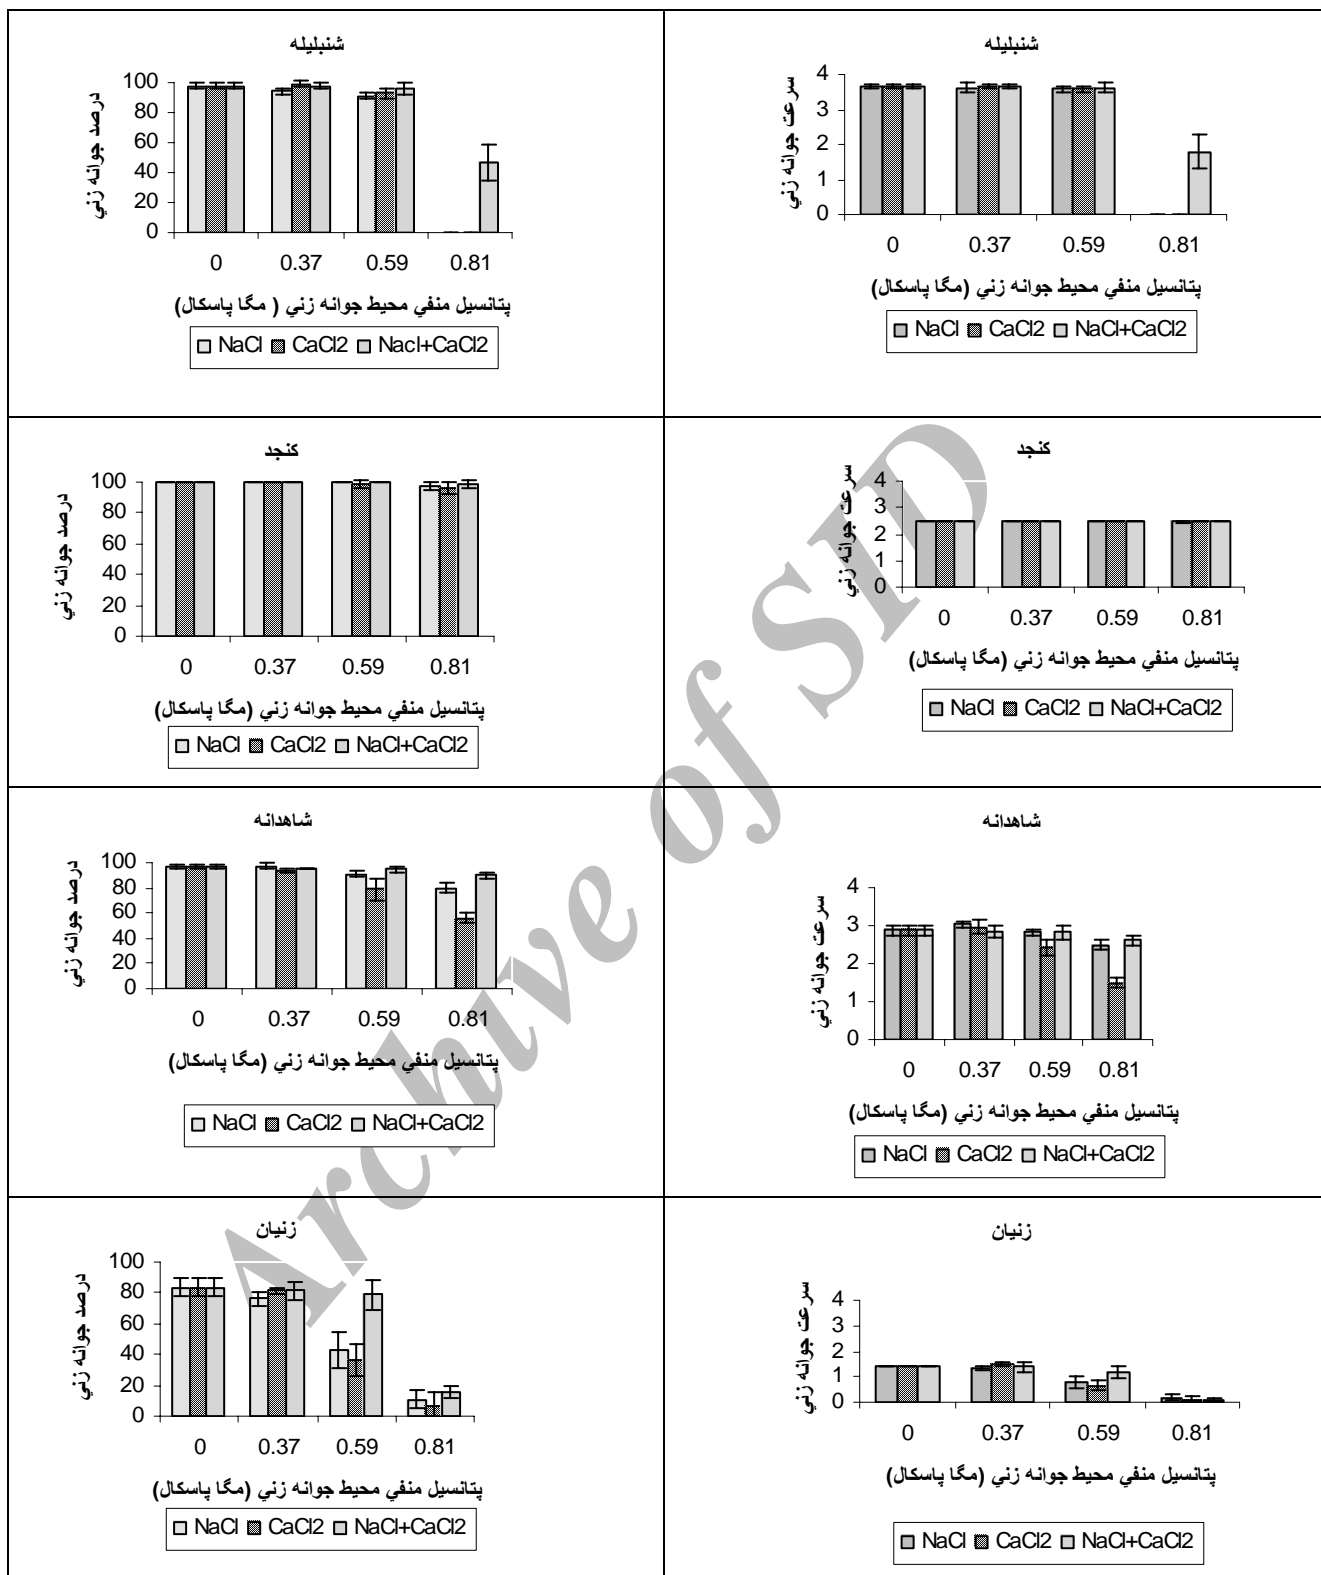 شنبليله
درصد جوانه زني
100
80
60
40
20
0
0 0.37 0.59 0.81
پتانسيل منفي محيط جوانه زني ( مگا پاسكال)
NaCl CaCl2 Nacl+CaCl2
شنبليله
سرعت جوانه زني
4
3
2
1
0
0 0.37 0.59 0.81
پتانسيل منفي محيط جوانه زني (مگا پاسكال)
NaCl CaCl2 NaCl+CaCl2
كنجد
درصد جوانه زني
100
80
60
40
20
0
0 0.37 0.59 0.81
پتانسيل منفي محيط جوانه زني (مگا پاسكال)
NaCl CaCl2 NaCl+CaCl2
كنجد
سرعت جوانه زني
4
3
2
1
0
0 0.37 0.59 0.81
پتانسيل منفي محيط جوانه زني (مگا پاسكال)
NaCl CaCl2 NaCl+CaCl2
شاهدانه
درصد جوانه زني
100
80
60
40
20
0
0 0.37 0.59 0.81
پتانسيل منفي محيط جوانه زني (مگا پاسكال)
NaCl CaCl2 NaCl+CaCl2
شاهدانه
سرعت جوانه زني
4
3
2
1
0
0 0.37 0.59 0.81
پتانسيل منفي محيط جوانه زني (مگا پاسكال)
NaCl CaCl2 NaCl+CaCl2
زنيان
درصد جوانه زني
100
80
60
40
20
0
0 0.37 0.59 0.81
پتانسيل منفي محيط جوانه زني (مگا پاسكال)
NaCl CaCl2 NaCl+CaCl2
زنيان
سرعت جوانه زني
4
3
2
1
0
0 0.37 0.59 0.81
پتانسيل منفي محيط جوانه زني (مگا پاسكال)
NaCl CaCl2 NaCl+CaCl2
Archive of SID